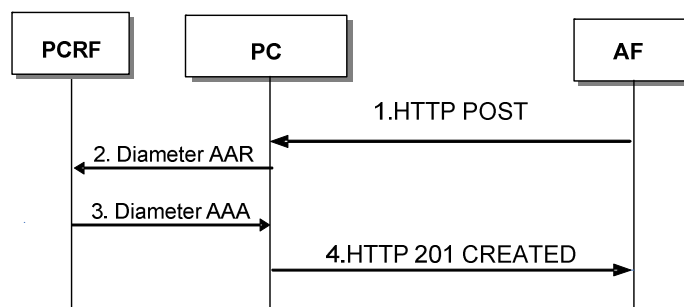 PCRF
PC
AF
1.HTTP POST
2. Diameter AAR
3. Diameter AAA
4.HTTP 201 CREATED